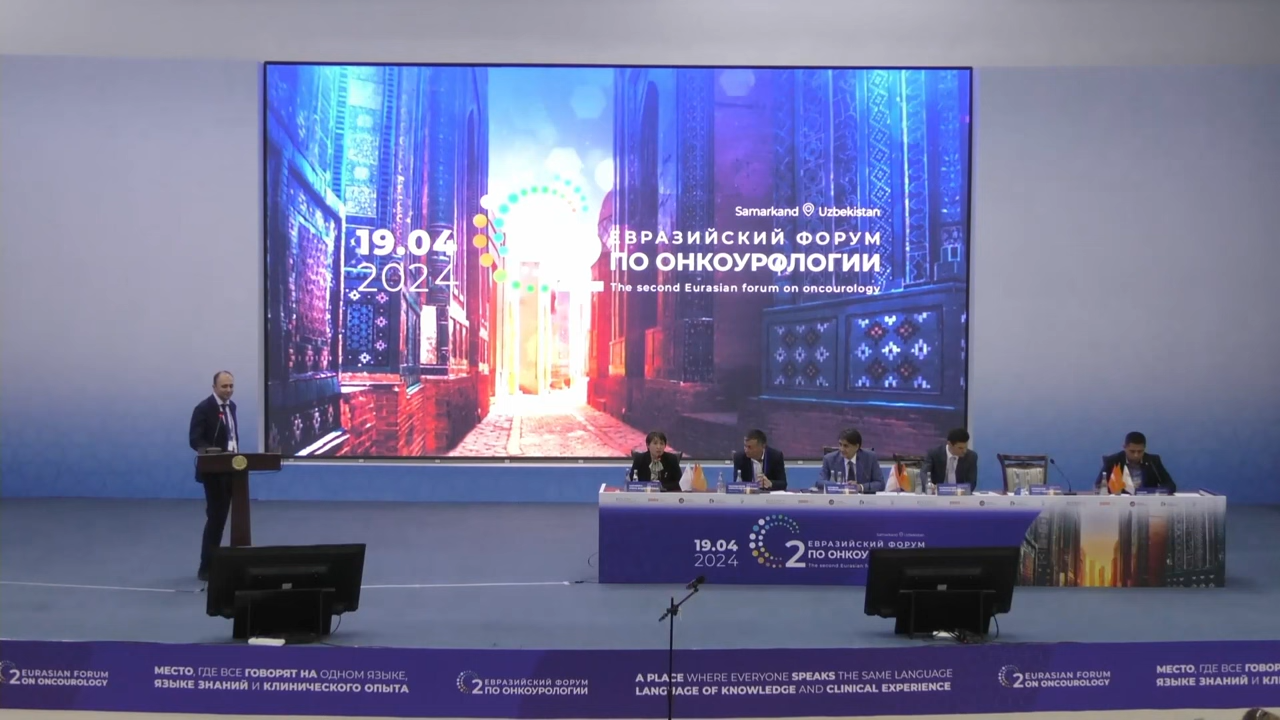 Samarkand Uzbekistan
19.04
2024
ЕВРАЗИЙСКИЙ ФОРУМ
ПО ОНКОУРОЛОГИИ
The second Eurasian forum on oncourology
19.04
2024
2
ЕВРАЗИЙСКИЙ ФОРУМ
ПО
The second Eurasian
2 EURASIAN FORUM
ON ONCOUROLOGY
МЕСТО, ГДЕ ВСЕ ГОВОРЯТ НА ОДНОМ ЯЗЫКЕ,
ЯЗЫКЕ ЗНАНИЙ И КЛИНИЧЕСКОГО ОПЫТА
2 ЕВРАЗИЙСКИЙ ФОРУМ
ПО ОНКОУРОЛОГИИ
A PLACE WHERE EVERYONE SPEAKS THE SAME LANGUAGE
LANGUAGE OF KNOWLEDGE AND CLINICAL EXPERIENCE
2 EURASIAN FORUM
ON ONCOUROLOGY
МЕСТО, ГДЕ ВСЕ
ЯЗЫКЕ ЗНАНИЙ И